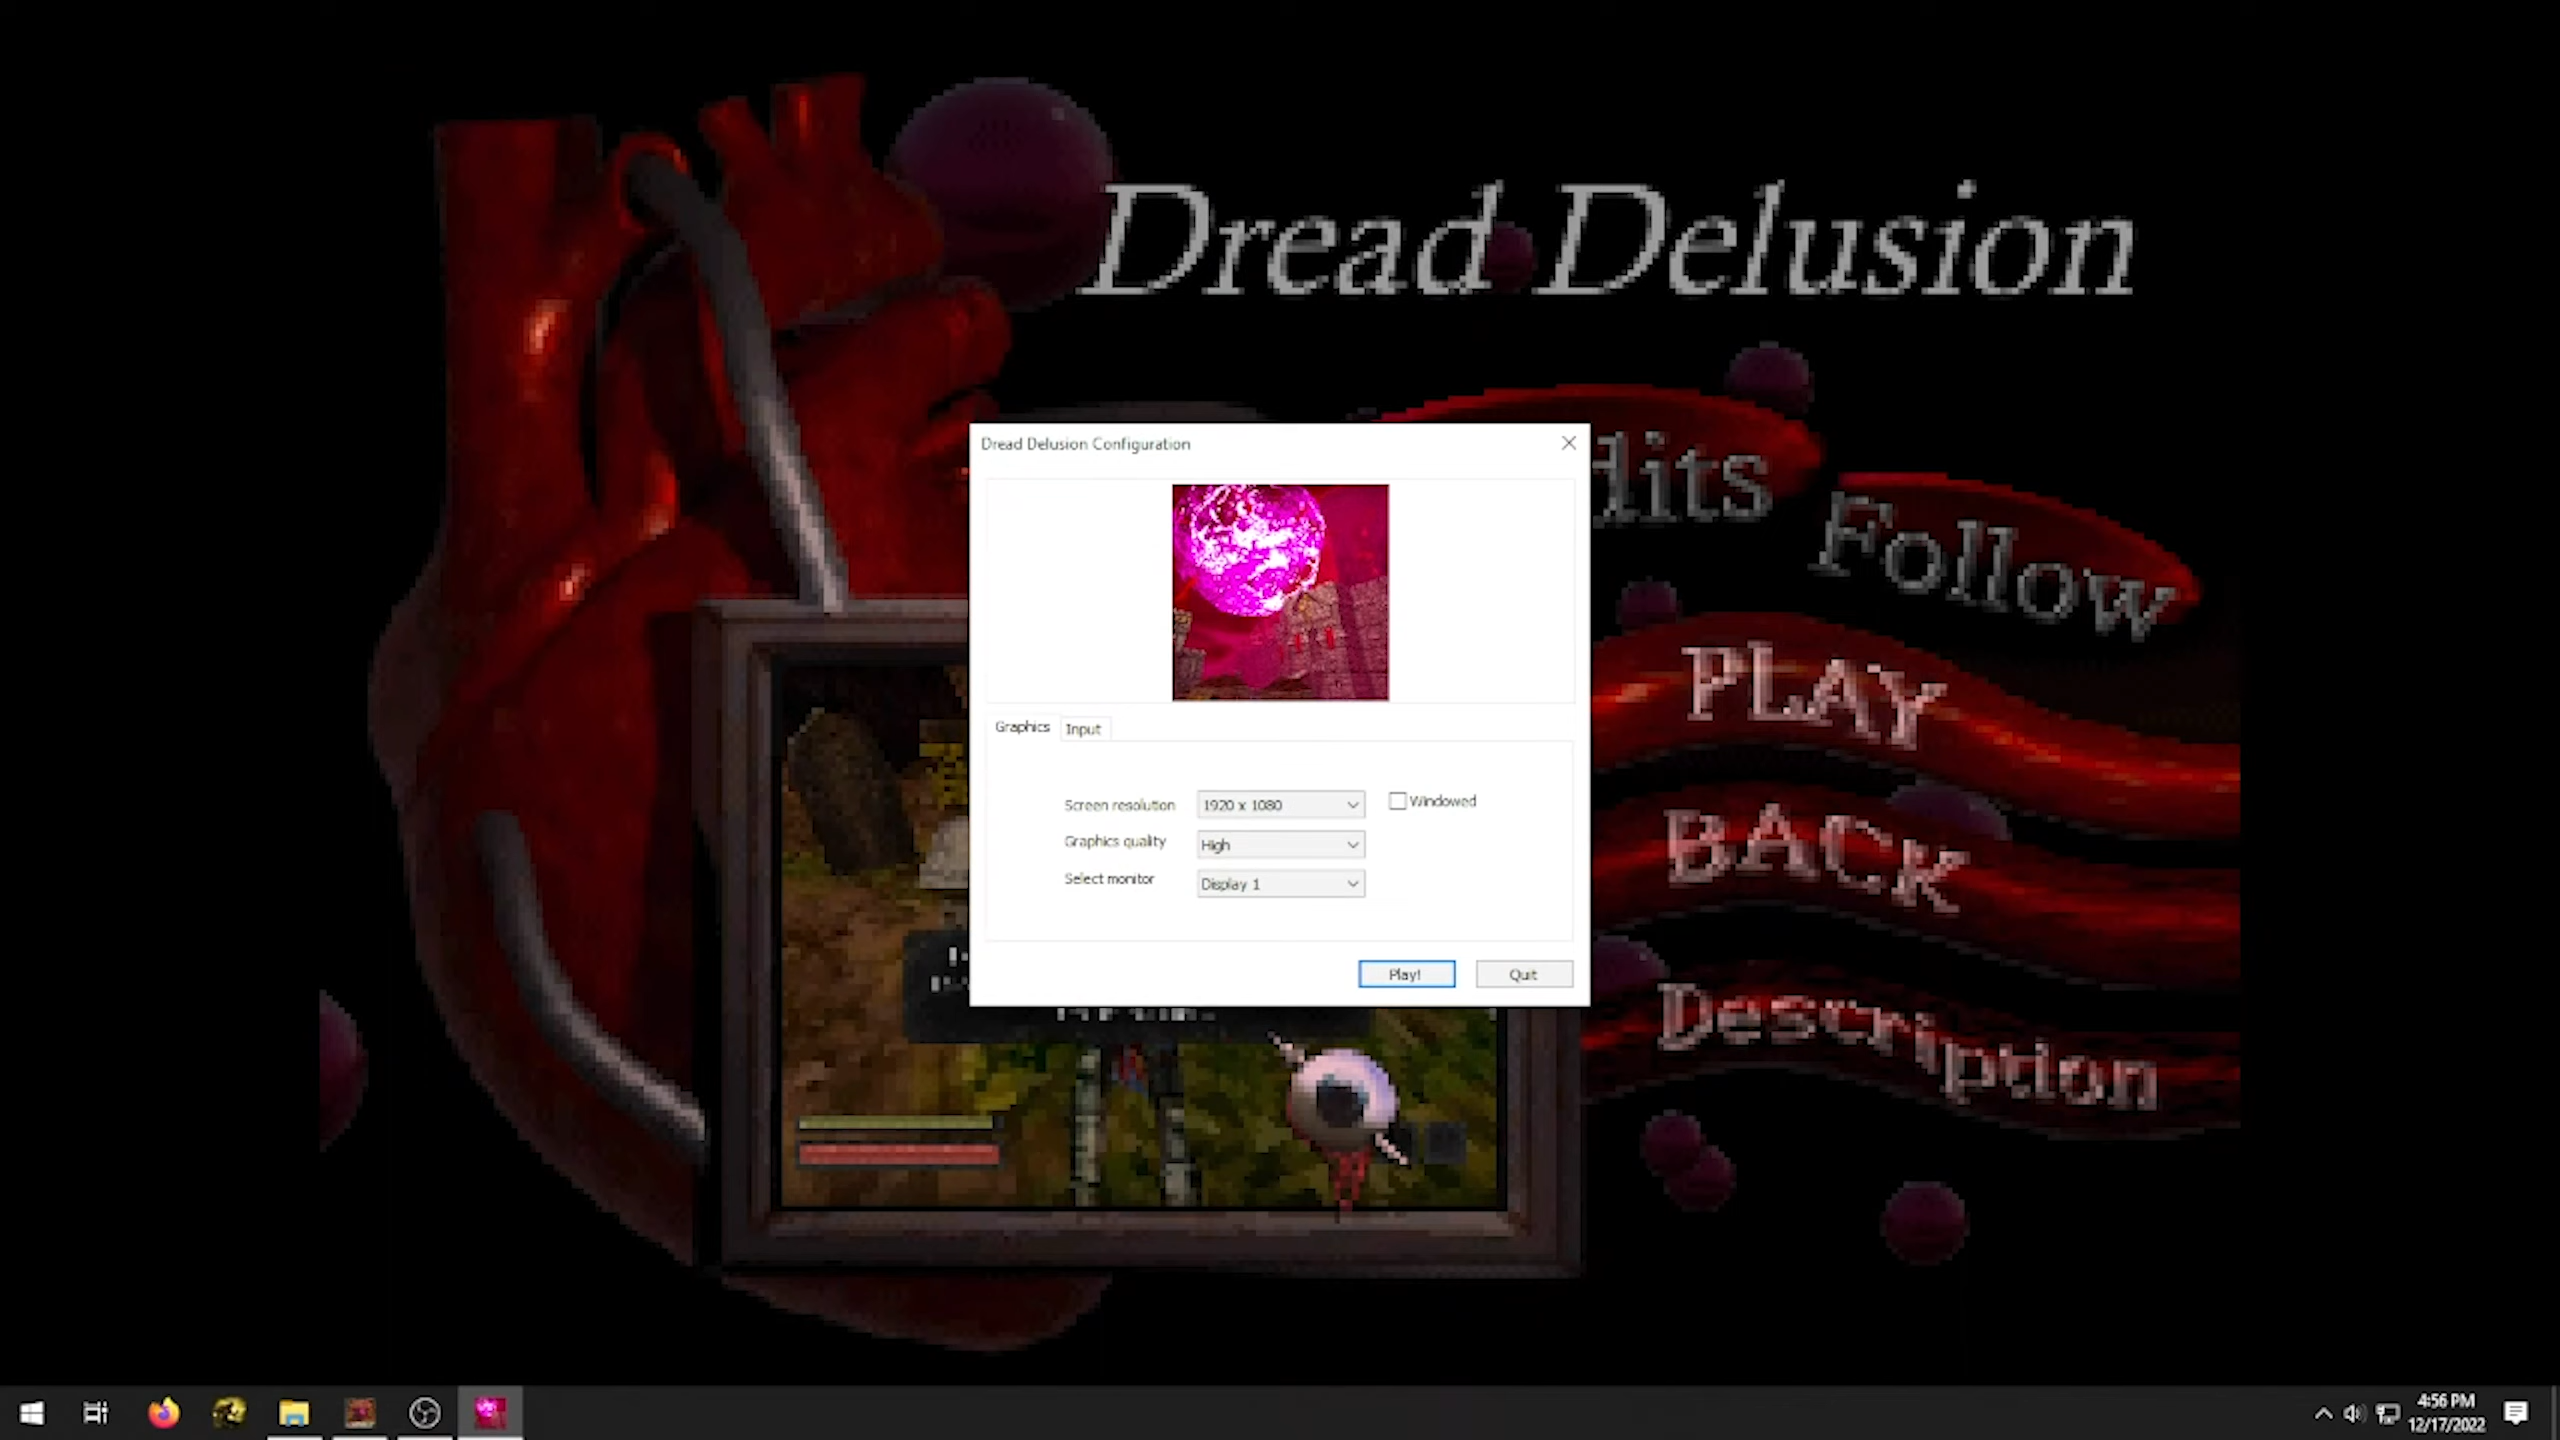 Dread Delusion
Dread Delusion Configuration
dits
Follow
Graphics
Input
PLAY
Screen resolution
1920 x 1080
Windowed
Graphics quality
High
BACK
Select monitor
Display 1
Play!
Quit
Description
4:56 PM
12/17/2022